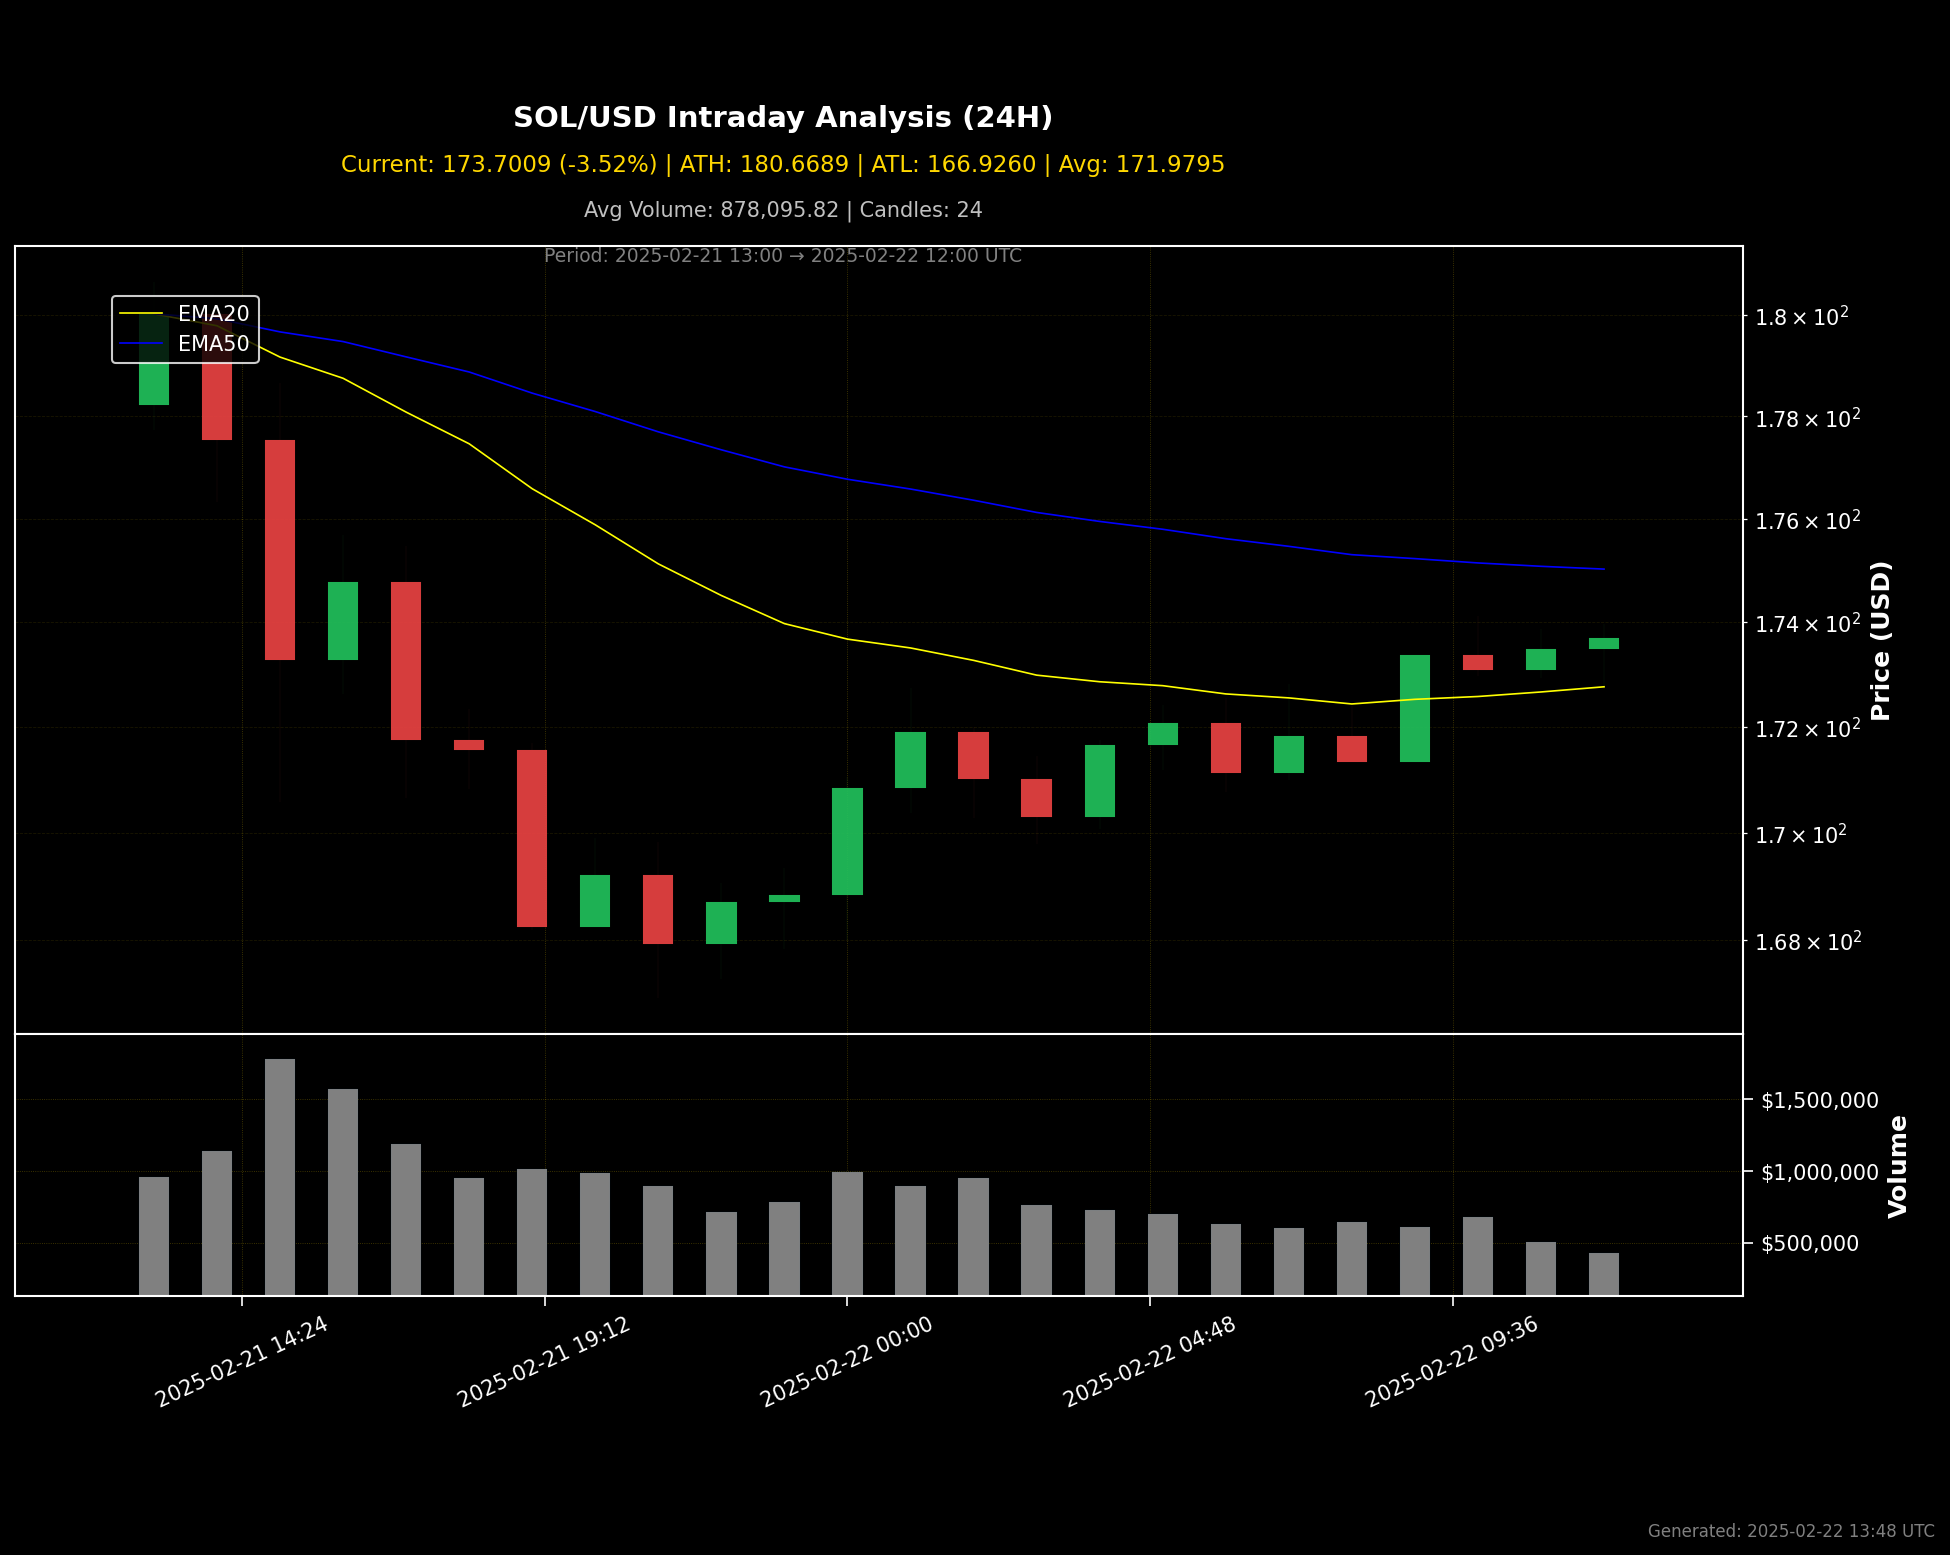 SOL/USD Intraday Analysis (24H)
Current: 173.7009 (-3.52%) | ATH: 180.6689 | ATL: 166.9260 | Avg: 171.9795
Avg Volume: 878,095.82 | Candles: 24
Period: 2025-02-21 13:00 → 2025-02-22 12:00 UTC
EMA20
EMA50
1.8 × 10²
1.78 × 10²
1.76 × 10²
1.74 × 10²
1.72 × 10²
1.7 × 10²
1.68 × 10²
Price (USD)
$1,500,000
$1,000,000
$500,000
Volume
2025-02-21 14:24
2025-02-21 19:12
2025-02-22 00:00
2025-02-22 04:48
2025-02-22 09:36
Generated: 2025-02-22 13:48 UTC